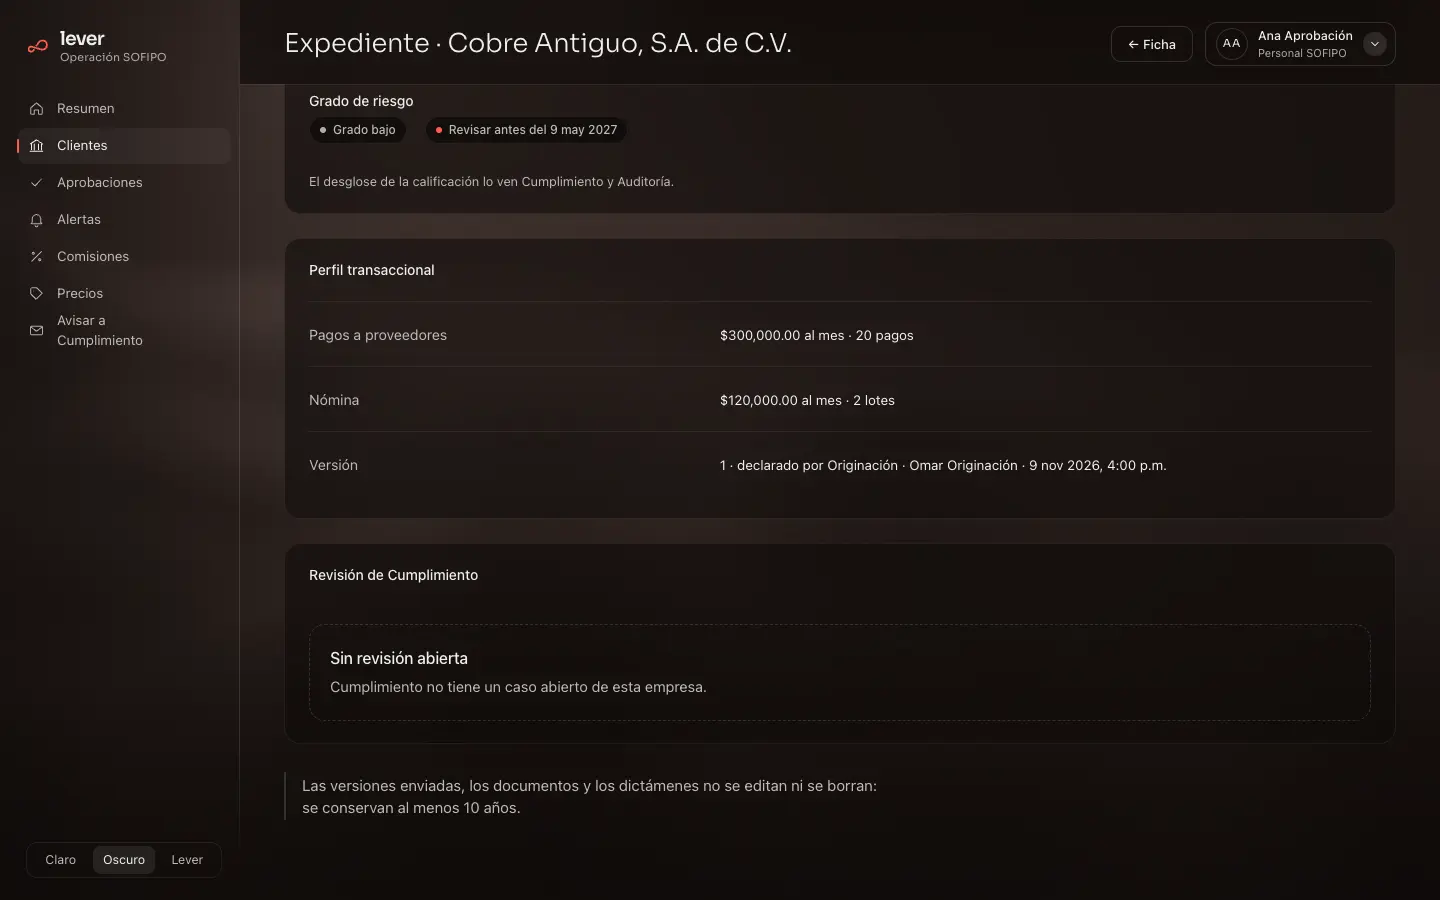 lever
Operación SOFIPO
Resumen
Clientes
Aprobaciones
Alertas
Comisiones
Precios
Avisar a
Cumplimiento
Claro
Oscuro
Lever
Expediente · Cobre Antiguo, S.A. de C.V.
← Ficha
AA
Ana Aprobación
Personal SOFIPO
Grado de riesgo
Grado bajo
Revisar antes del 9 may 2027
El desglose de la calificación lo ven Cumplimiento y Auditoría.
Perfil transaccional
Pagos a proveedores
$300,000.00 al mes · 20 pagos
Nómina
$120,000.00 al mes · 2 lotes
Versión
1 · declarado por Originación · Omar Originación · 9 nov 2026, 4:00 p.m.
Revisión de Cumplimiento
Sin revisión abierta
Cumplimiento no tiene un caso abierto de esta empresa.
Las versiones enviadas, los documentos y los dictámenes no se editan ni se borran:
se conservan al menos 10 años.